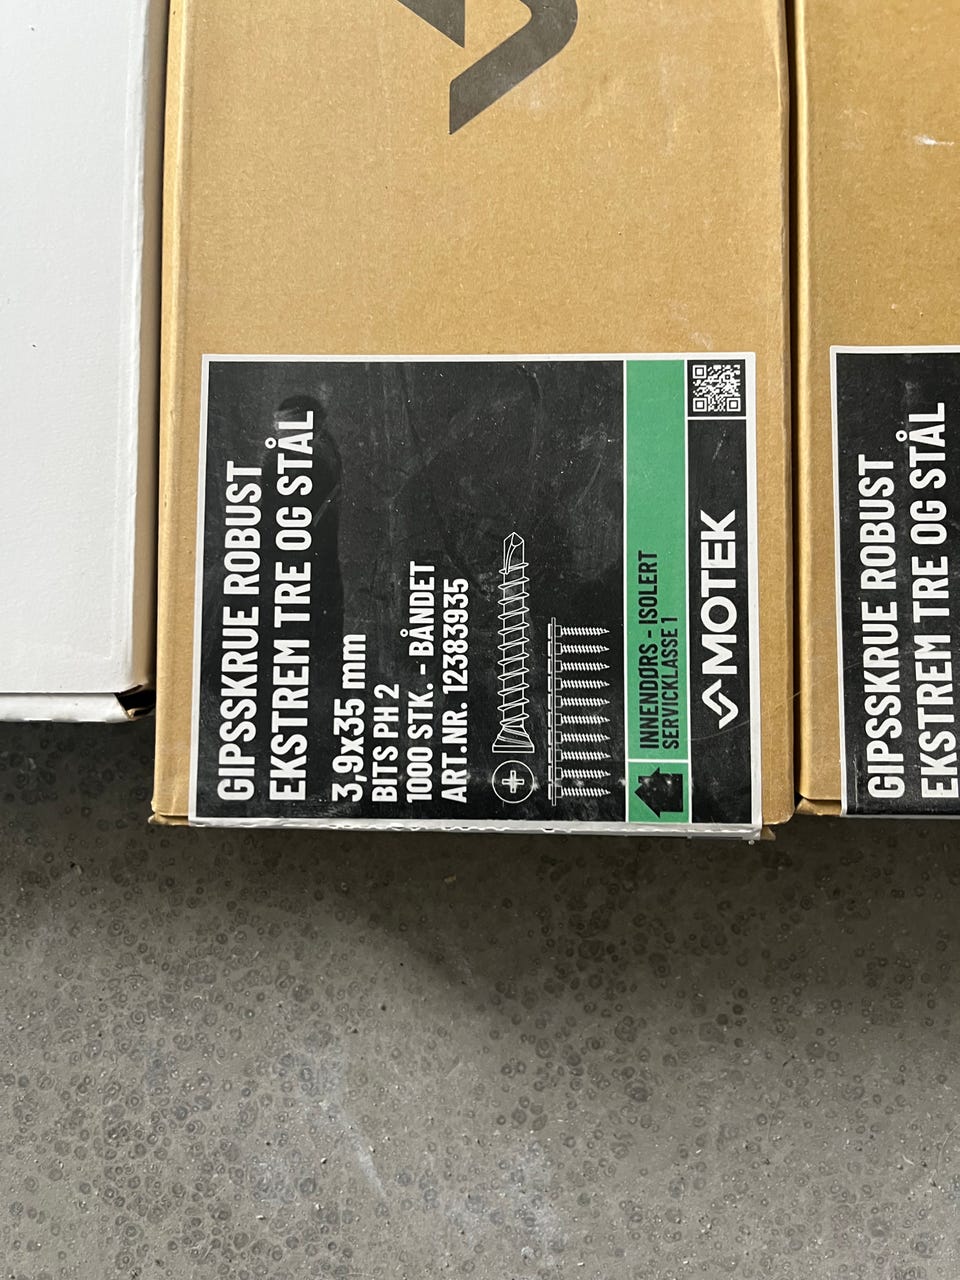 GIPSSKRUE ROBUST
EKSTREM TRE OG STÅL
3,9x35 mm
BITS PH 2
1000 STK. - BÅNDET
ART.NR. 12383935
INNENDØRS - ISOLERT
SERVICKLASSE 1
MOTEK
GIPSSKRUE ROBUST
EKSTREM TRE OG STÅL